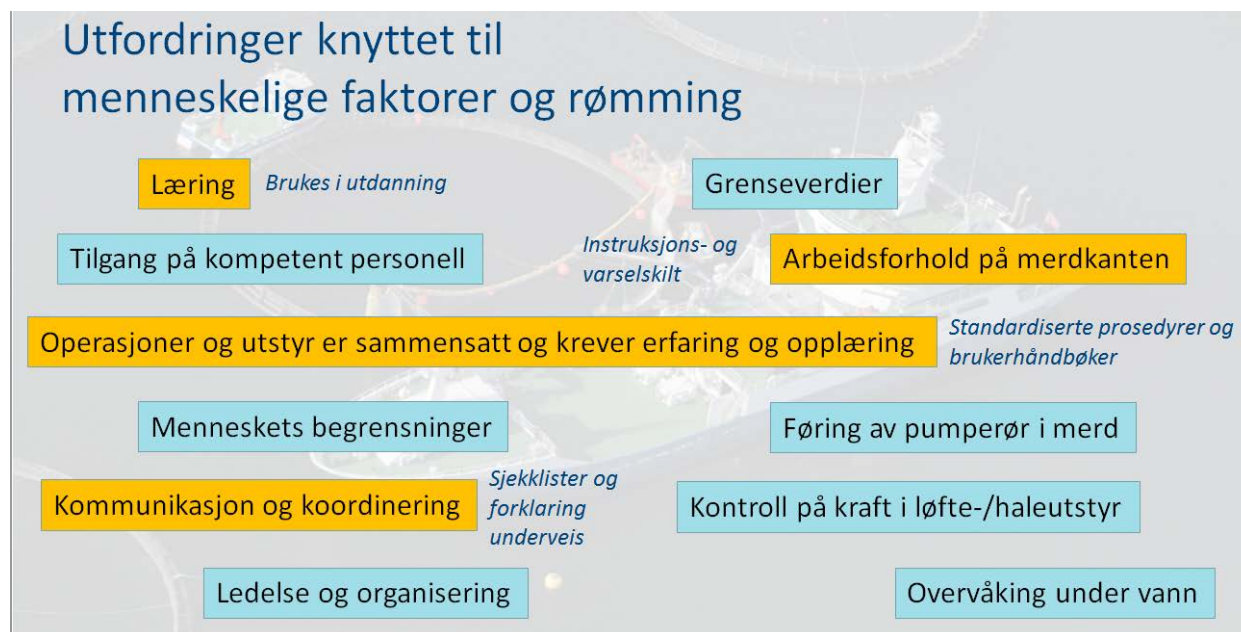 Utfordringer knyttet til
menneskelige faktorer og rømming
Læring
Brukes i utdanning
Grenseverdier
Tilgang på kompetent personell
Instruksjons- og
varselskilt
Arbeidsforhold på merdkanten
Operasjoner og utstyr er sammensatt og krever erfaring og opplæring
Standardiserte prosedyrer og
brukerhåndbøker
Menneskets begrensninger
Føring av pumperør i merd
Kommunikasjon og koordinering
Sjekklister og
forklaring
underveis
Kontroll på kraft i løfte-/haleutstyr
Ledelse og organisering
Overvåking under vann